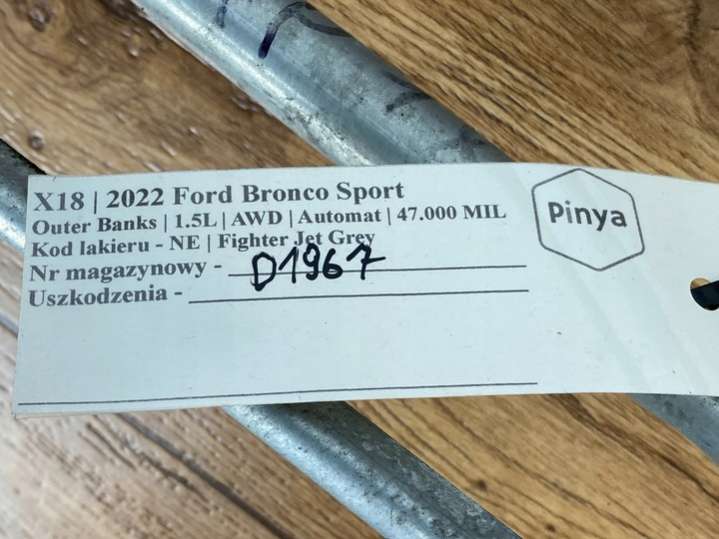 X18 | 2022 Ford Bronco Sport
Outer Banks | 1.5L | AWD | Automat | 47.000 MIL
Kod lakieru - NE | Fighter Jet Grey
Nr magazynowy - D1967
Uszkodzenia -
Pinya